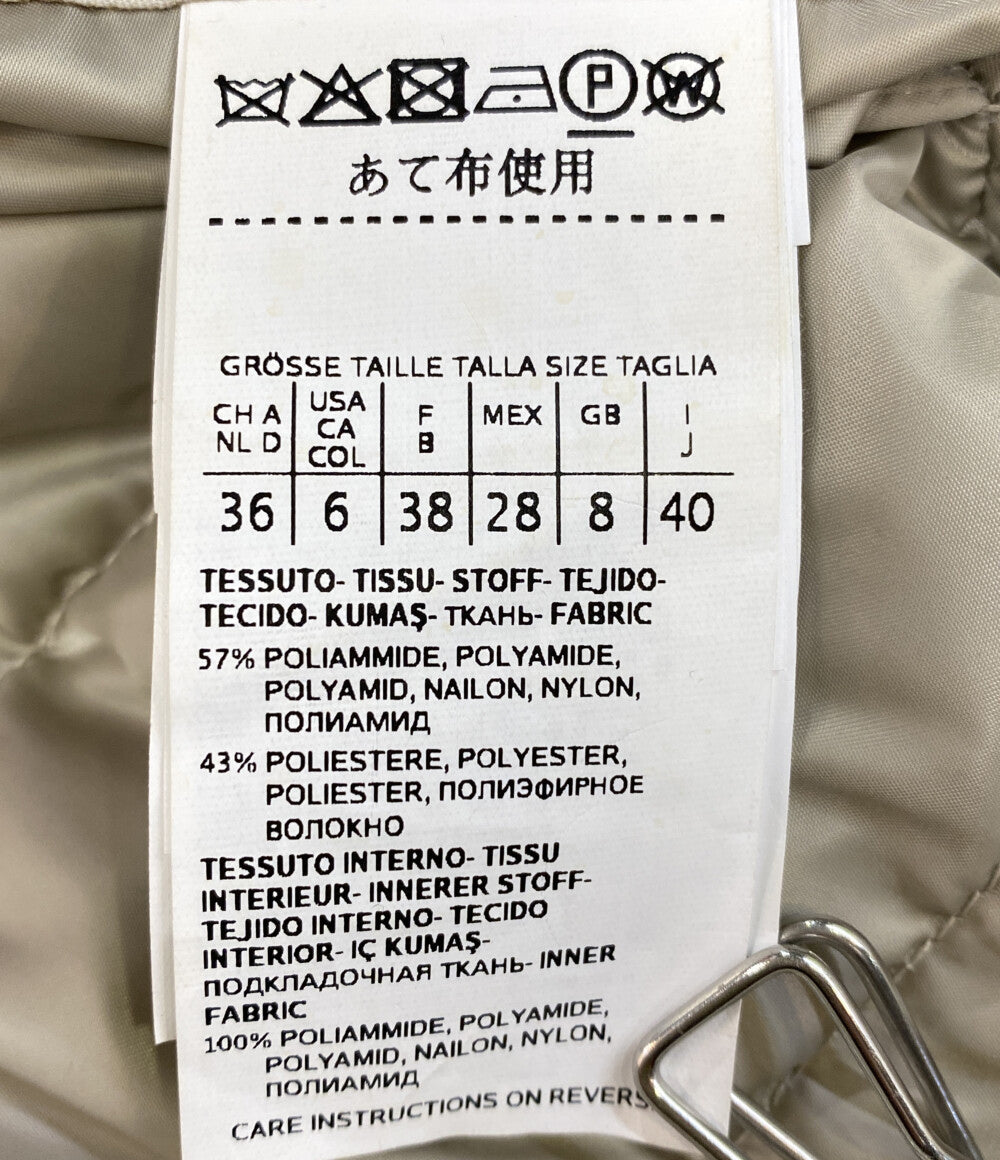 P W
あて布使用
GRÖSSE TAILLE TALLA SIZE TAGLIA
CH A NL D | USA CA COL | F B | MEX | GB | I J
36 | 6 | 38 | 28 | 8 | 40
TESSUTO- TISSU- STOFF- TEJIDO-
TECIDO- KUMAŞ- ТКАНЬ- FABRIC
57% POLIAMMIDE, POLYAMIDE,
POLYAMID, NAILON, NYLON,
ПОЛИАМИД
43% POLIESTERE, POLYESTER,
POLIESTER, ПОЛИЭФИРНОЕ
ВОЛОКНО
TESSUTO INTERNO- TISSU
INTERIEUR- INNERER STOFF-
TEJIDO INTERNO- TECIDO
INTERIOR- IÇ KUMAŞ-
ПОДКЛАДОЧНАЯ ТКАНЬ- INNER
FABRIC
100% POLIAMMIDE, POLYAMIDE,
POLYAMID, NAILON, NYLON,
ПОЛИАМИД
CARE INSTRUCTIONS ON